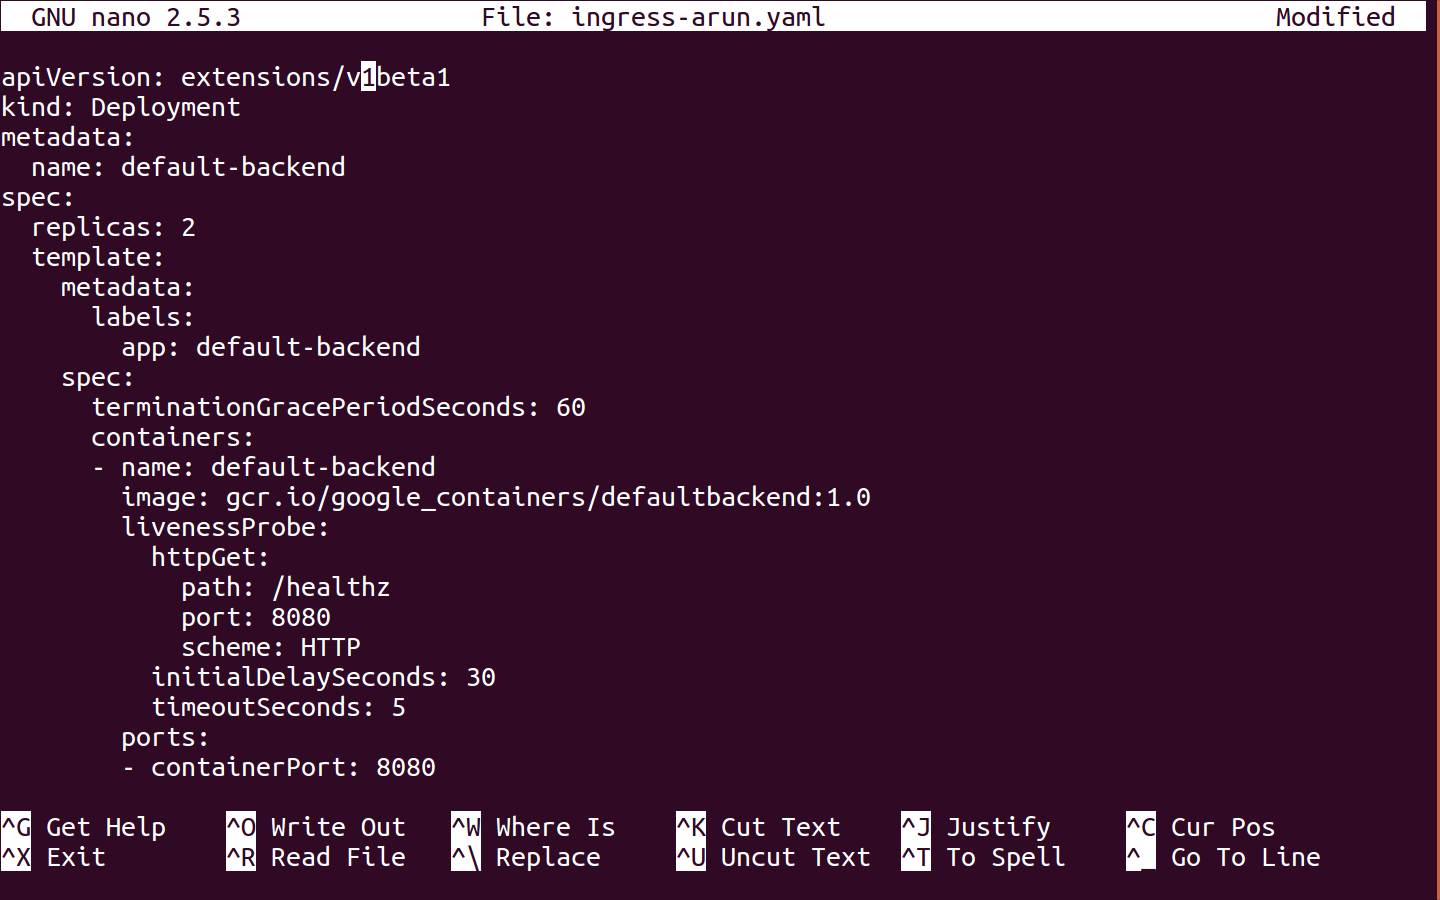 GNU nano 2.5.3 File: ingress-arun.yaml Modified
apiVersion: extensions/v1beta1
kind: Deployment
metadata:
  name: default-backend
spec:
  replicas: 2
  template:
    metadata:
      labels:
        app: default-backend
    spec:
      terminationGracePeriodSeconds: 60
      containers:
      - name: default-backend
        image: gcr.io/google_containers/defaultbackend:1.0
        livenessProbe:
          httpGet:
            path: /healthz
            port: 8080
            scheme: HTTP
          initialDelaySeconds: 30
          timeoutSeconds: 5
        ports:
        - containerPort: 8080
^G Get Help ^O Write Out ^W Where Is ^K Cut Text ^J Justify ^C Cur Pos
^X Exit ^R Read File ^\ Replace ^U Uncut Text ^T To Spell ^_ Go To Line